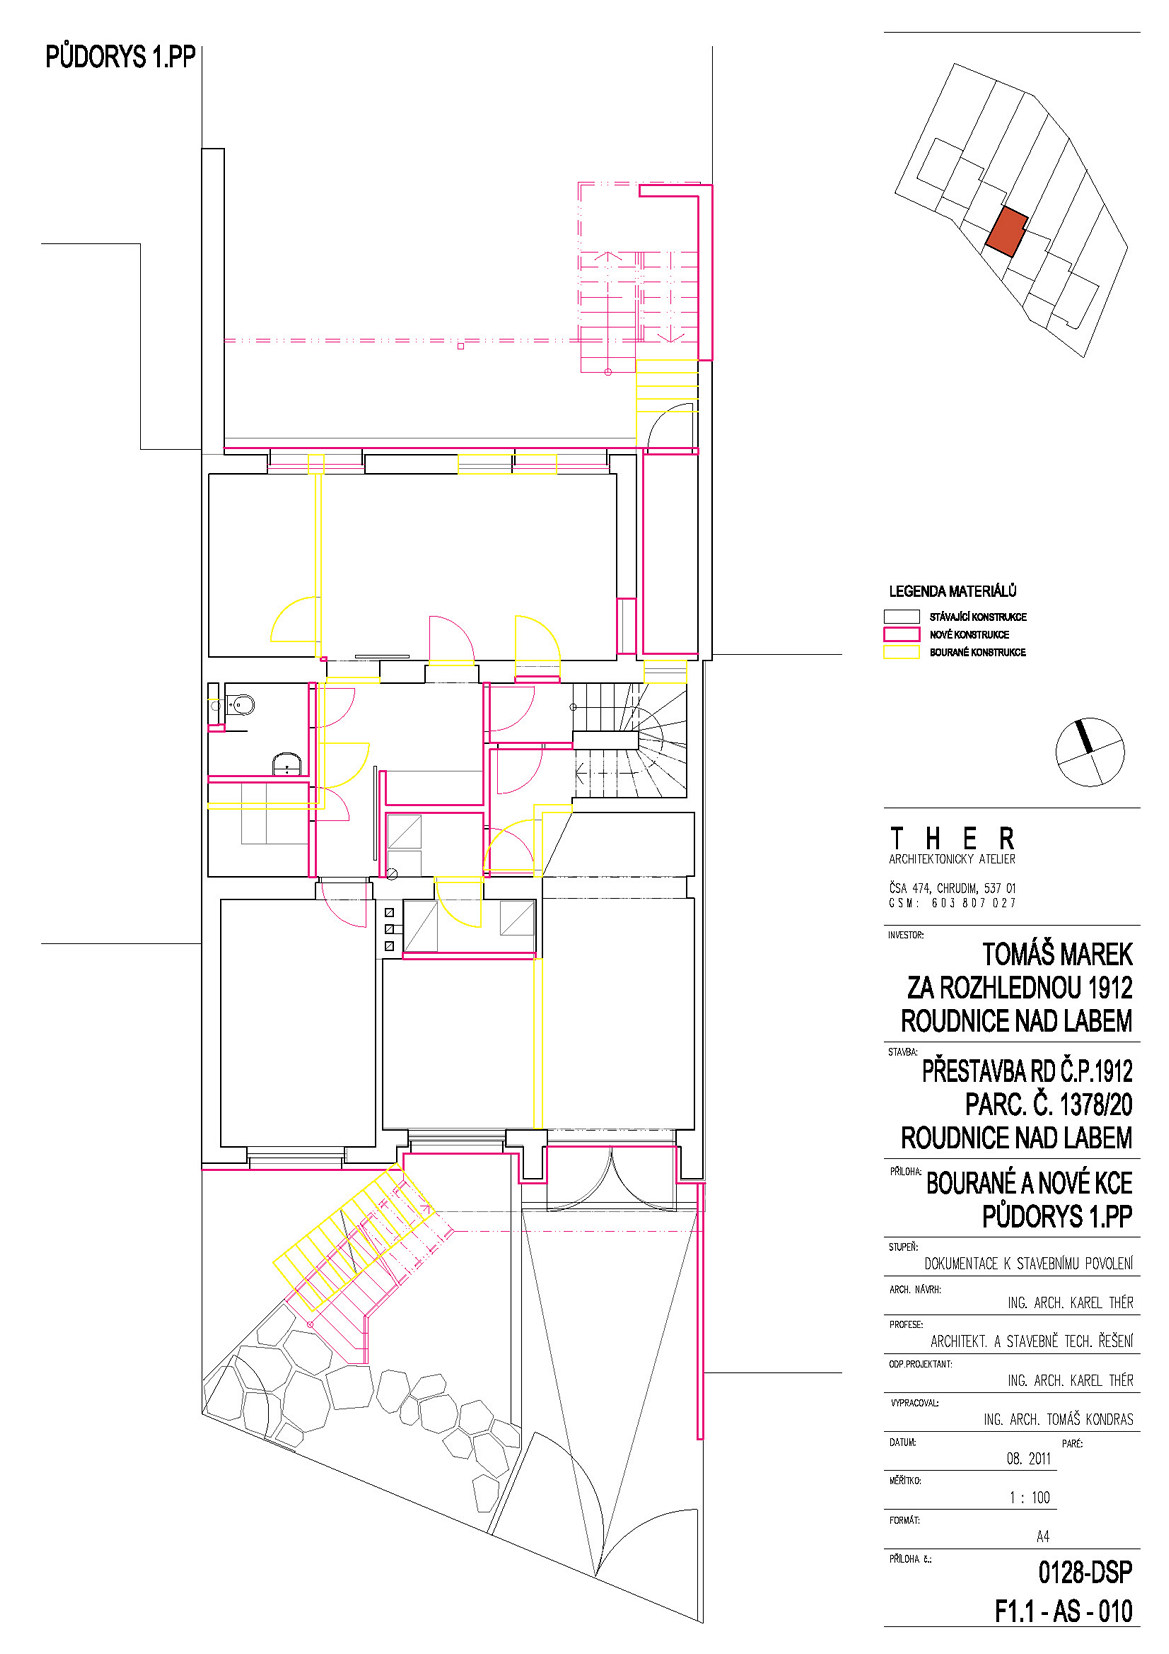 PŮDORYS 1.PP
LEGENDA MATERIÁLŮ
STÁVAJÍCÍ KONSTRUKCE
NOVÉ KONSTRUKCE
BOURANÉ KONSTRUKCE
THER
ARCHITEKTONICKÝ ATELIER
ČSA 474, CHRUDIM, 537 01
GSM: 603 807 027
INVESTOR:
TOMÁŠ MAREK
ZA ROZHLEDNOU 1912
ROUDNICE NAD LABEM
STAVBA:
PŘESTAVBA RD Č.P.1912
PARC. Č. 1378/20
ROUDNICE NAD LABEM
PŘÍLOHA:
BOURANÉ A NOVÉ KCE
PŮDORYS 1.PP
STUPEŇ:
DOKUMENTACE K STAVEBNÍMU POVOLENÍ
ARCH. NÁVRH:
ING. ARCH. KAREL THÉR
PROFESE:
ARCHITEKT. A STAVEBNĚ TECH. ŘEŠENÍ
ODP.PROJEKTANT:
ING. ARCH. KAREL THÉR
VYPRACOVAL:
ING. ARCH. TOMÁŠ KONDRAS
DATUM:
08. 2011
PARÉ:
MĚŘÍTKO:
1 : 100
FORMÁT:
A4
PŘÍLOHA č.:
0128-DSP
F1.1 - AS - 010